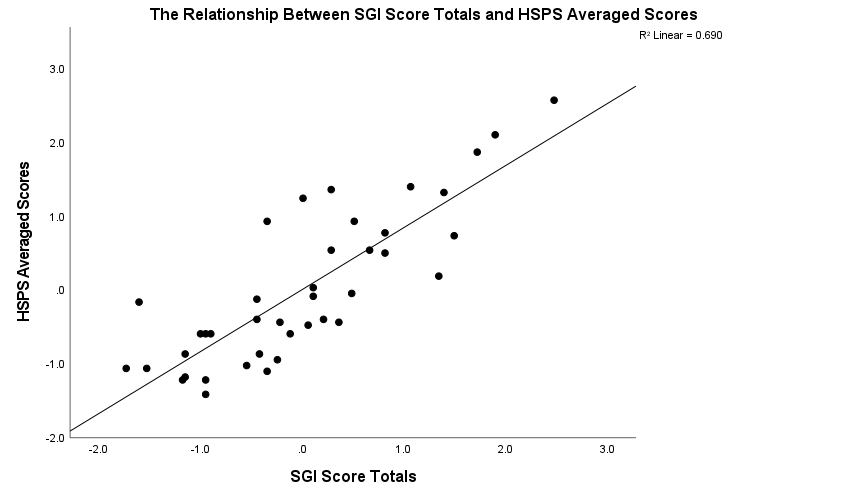 The Relationship Between SGI Score Totals and HSPS Averaged Scores
R² Linear = 0.690
3.0
2.0
1.0
.0
-1.0
-2.0
HSPS Averaged Scores
-2.0 -1.0 .0 1.0 2.0 3.0
SGI Score Totals